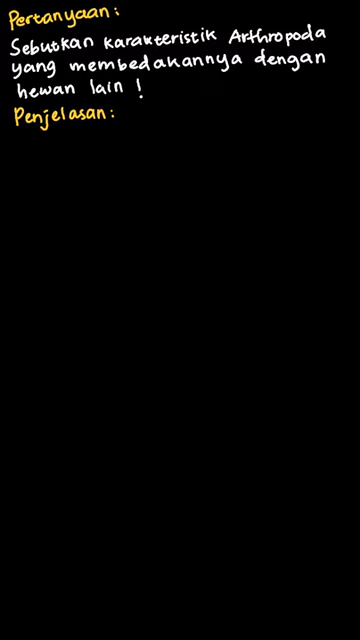 Pertanyaan:
Sebutkan karakteristik Arthropoda
yang membedakannya dengan
hewan lain !
Penjelasan: